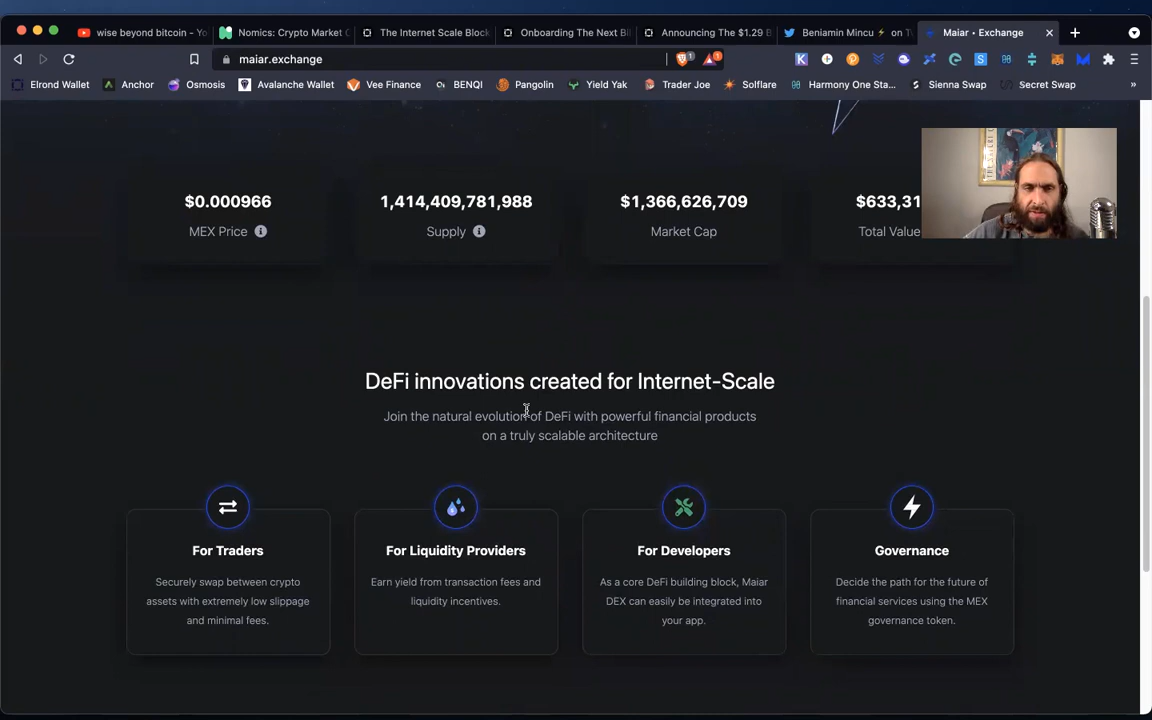 wise beyond bitcoin - Yo
Nomics: Crypto Market C
The Internet Scale Block
Onboarding The Next Bil
Announcing The $1.29 B
Beniamin Mincu ⚡ on Tw
Maiar • Exchange
maiar.exchange
1
1
Elrond Wallet
Anchor
Osmosis
Avalanche Wallet
Vee Finance
BENQI
Pangolin
Yield Yak
Trader Joe
Solflare
Harmony One Sta...
Sienna Swap
Secret Swap
$0.000966
1,414,409,781,988
$1,366,626,709
$633,31
MEX Price
Supply
Market Cap
Total Value
DeFi innovations created for Internet-Scale
Join the natural evolution of DeFi with powerful financial products
on a truly scalable architecture
For Traders
Securely swap between crypto
assets with extremely low slippage
and minimal fees.
For Liquidity Providers
Earn yield from transaction fees and
liquidity incentives.
For Developers
As a core DeFi building block, Maiar
DEX can easily be integrated into
your app.
Governance
Decide the path for the future of
financial services using the MEX
governance token.